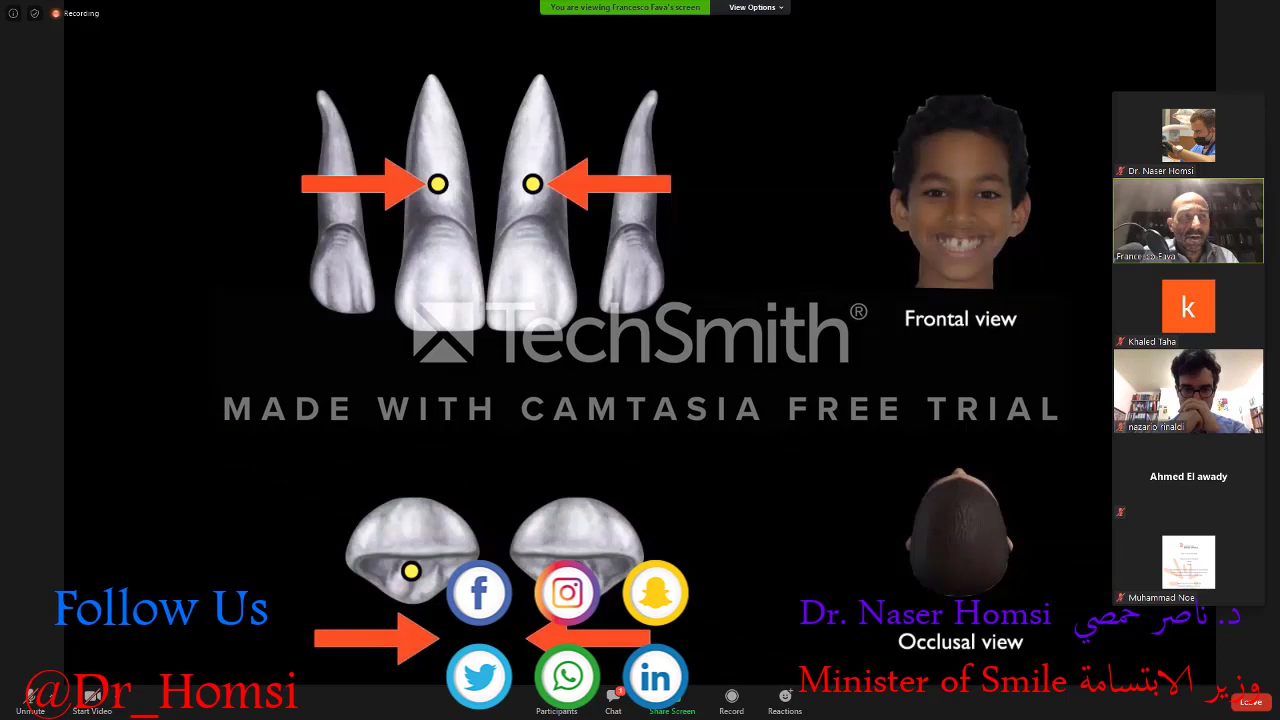 Recording
You are viewing Francesco Fava's screen
View Options
Dr. Naser Homsi
Francesco Fava
Frontal view
k
Khaled Taha
TechSmith®
MADE WITH CAMTASIA FREE TRIAL
nazario rinaldi
Ahmed El awady
Muhammad Noe
Follow Us
Dr. Naser Homsi د. ناصر حمصي
Occlusal view
@Dr_Homsi
Minister of Smile وزير الابتسامة
Unmute
Start Video
Participants
Chat
1
Share Screen
Record
Reactions
Leave